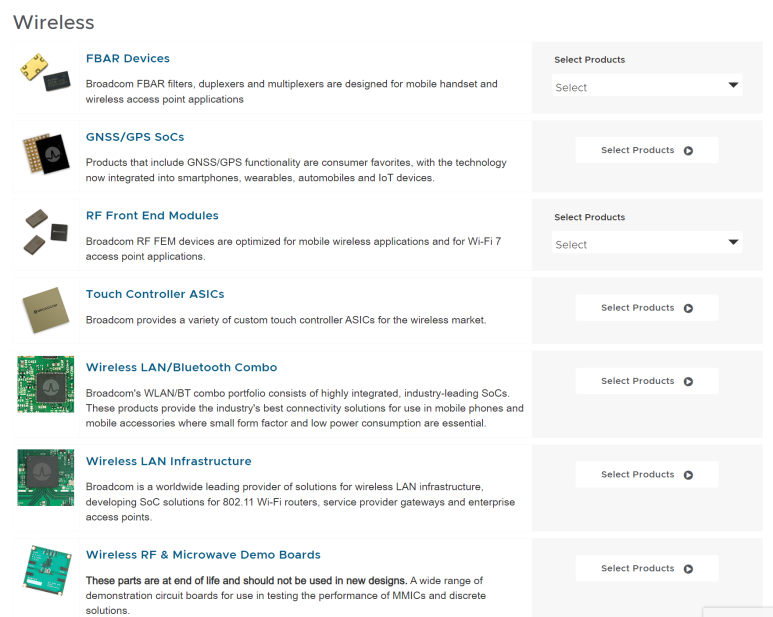 Wireless
FBAR Devices
Broadcom FBAR filters, duplexers and multiplexers are designed for mobile handset and
wireless access point applications
Select Products
Select
GNSS/GPS SoCs
Products that include GNSS/GPS functionality are consumer favorites, with the technology
now integrated into smartphones, wearables, automobiles and IoT devices.
Select Products
RF Front End Modules
Broadcom RF FEM devices are optimized for mobile wireless applications and for Wi-Fi 7
access point applications.
Select Products
Select
Touch Controller ASICs
Broadcom provides a variety of custom touch controller ASICs for the wireless market.
Select Products
Wireless LAN/Bluetooth Combo
Broadcom's WLAN/BT combo portfolio consists of highly integrated, industry-leading SoCs.
These products provide the industry's best connectivity solutions for use in mobile phones and
mobile accessories where small form factor and low power consumption are essential.
Select Products
Wireless LAN Infrastructure
Broadcom is a worldwide leading provider of solutions for wireless LAN infrastructure,
developing SoC solutions for 802.11 Wi-Fi routers, service provider gateways and enterprise
access points.
Select Products
Wireless RF & Microwave Demo Boards
These parts are at end of life and should not be used in new designs. A wide range of
demonstration circuit boards for use in testing the performance of MMICs and discrete
solutions.
Select Products